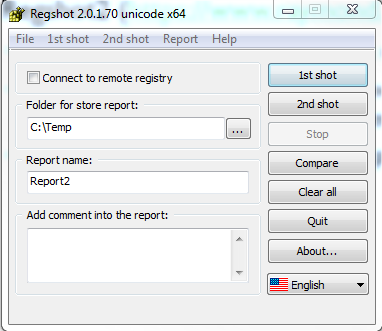 Regshot 2.0.1.70 unicode x64
File 1st shot 2nd shot Report Help
Connect to remote registry
Folder for store report:
C:\Temp
...
Report name:
Report2
Add comment into the report:
1st shot
2nd shot
Stop
Compare
Clear all
Quit
About...
English